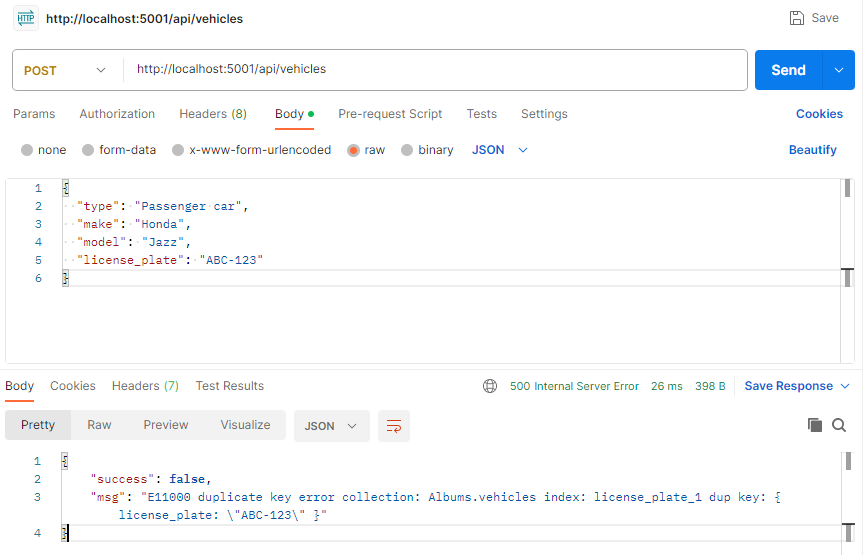 HTTP http://localhost:5001/api/vehicles Save
POST http://localhost:5001/api/vehicles Send
Params Authorization Headers (8) Body Pre-request Script Tests Settings Cookies
none form-data x-www-form-urlencoded raw binary JSON Beautify
1 {
2 "type": "Passenger car",
3 "make": "Honda",
4 "model": "Jazz",
5 "license_plate": "ABC-123"
6 }
Body Cookies Headers (7) Test Results 500 Internal Server Error 26 ms 398 B Save Response
Pretty Raw Preview Visualize JSON
1 {
2 "success": false,
3 "msg": "E11000 duplicate key error collection: Albums.vehicles index: license_plate_1 dup key: {
license_plate: \"ABC-123\" }"
4 }